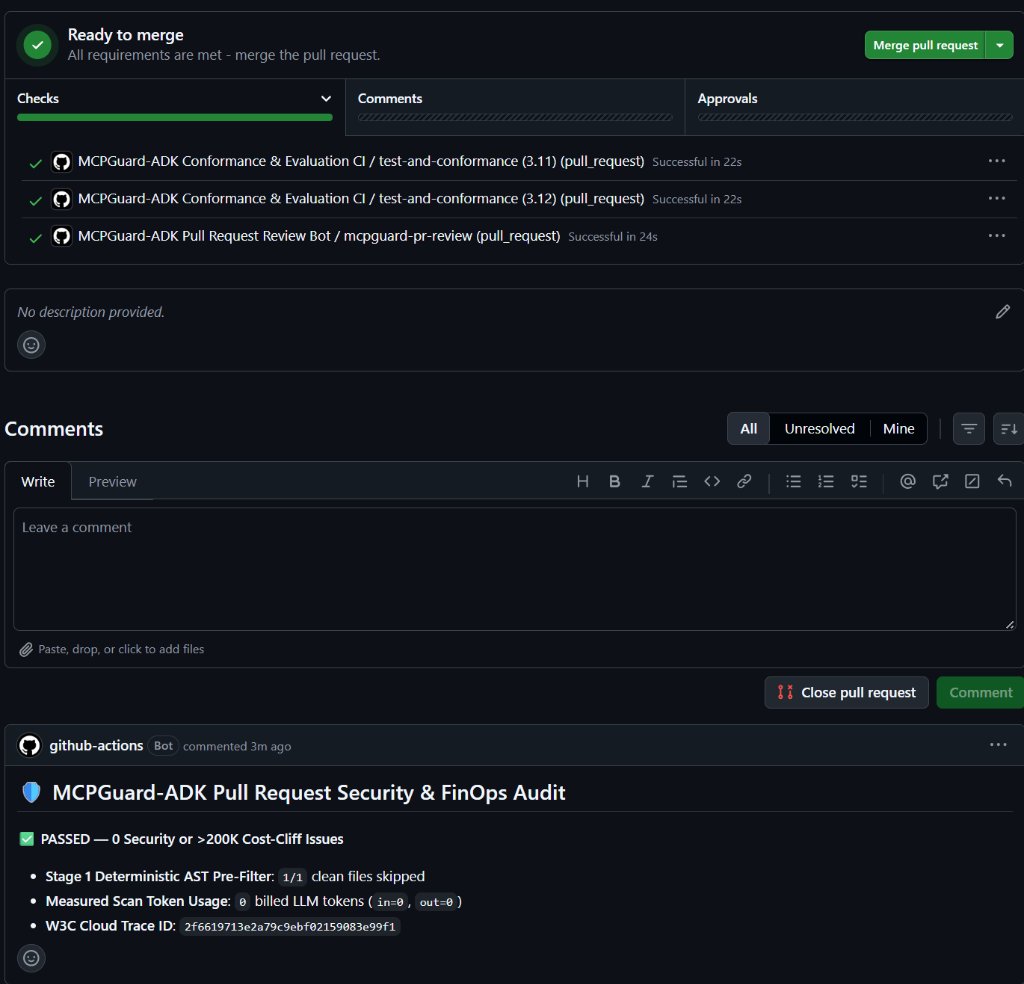 Ready to merge
All requirements are met - merge the pull request.
Merge pull request
Checks
Comments
Approvals
MCPGuard-ADK Conformance & Evaluation CI / test-and-conformance (3.11) (pull_request) Successful in 22s
MCPGuard-ADK Conformance & Evaluation CI / test-and-conformance (3.12) (pull_request) Successful in 22s
MCPGuard-ADK Pull Request Review Bot / mcpguard-pr-review (pull_request) Successful in 24s
No description provided.
Comments
All Unresolved Mine
Write Preview
Leave a comment
Paste, drop, or click to add files
Close pull request Comment
github-actions Bot commented 3m ago
MCPGuard-ADK Pull Request Security & FinOps Audit
PASSED — 0 Security or >200K Cost-Cliff Issues
• Stage 1 Deterministic AST Pre-Filter: 1/1 clean files skipped
• Measured Scan Token Usage: 0 billed LLM tokens (in=0, out=0)
• W3C Cloud Trace ID: 2f6619713e2a79c9ebf02159083e99f1